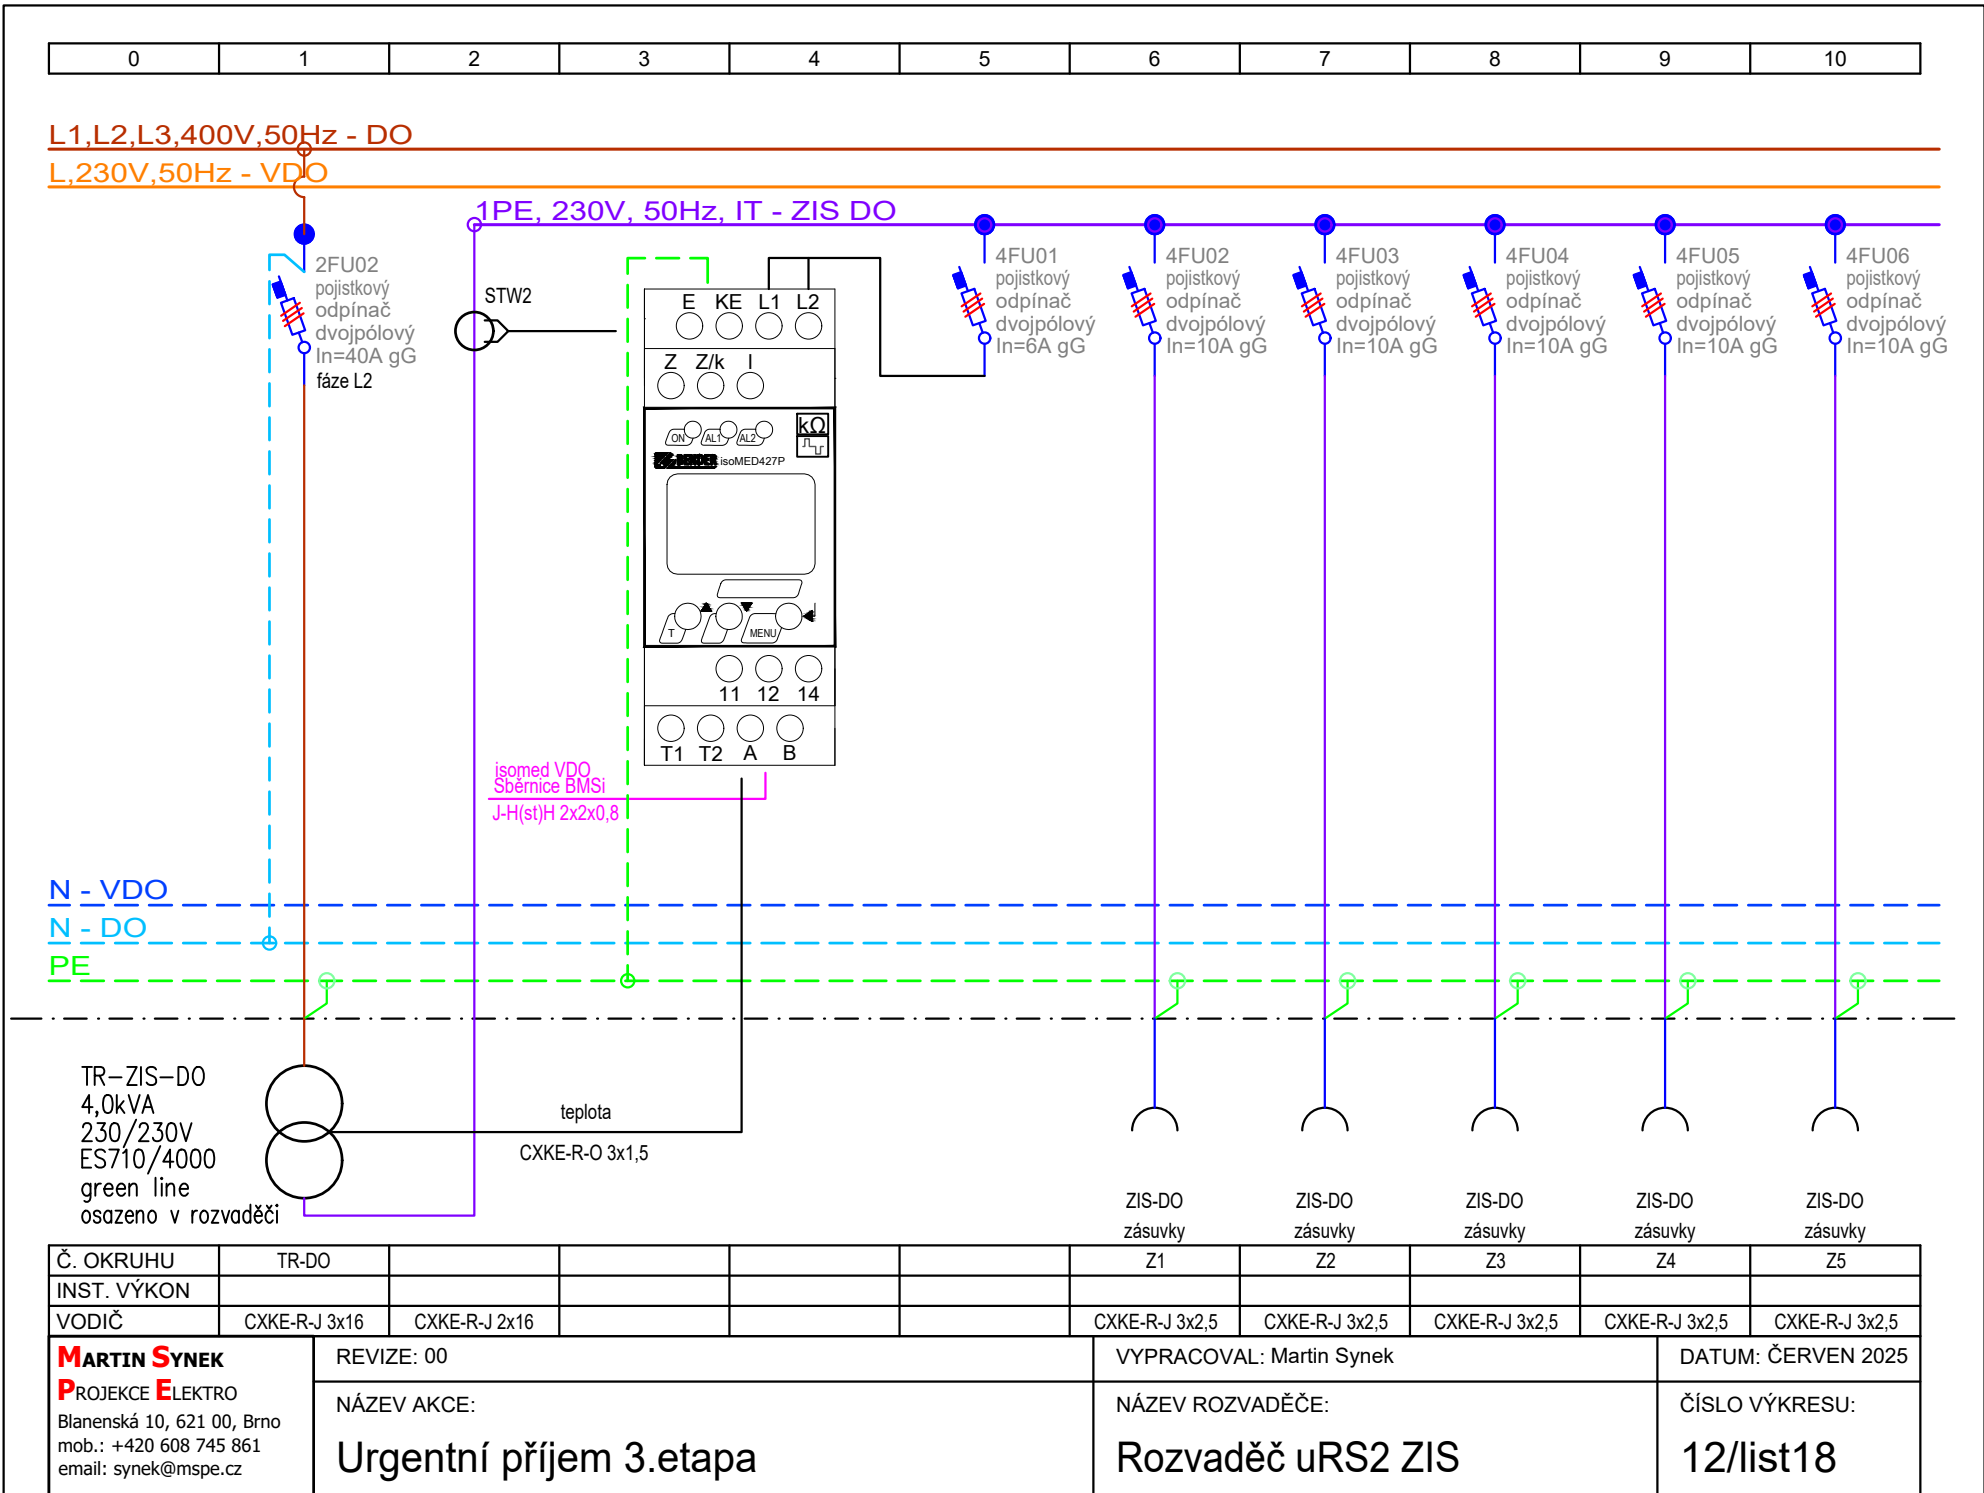 0 1 2 3 4 5 6 7 8 9 10
L1,L2,L3,400V,50Hz - DO
L,230V,50Hz - VDO
1PE, 230V, 50Hz, IT - ZIS DO
2FU02
pojistkový
odpínač
dvojpólový
In=40A gG
fáze L2
STW2
E KE L1 L2
Z Z/k I
ON AL1 AL2
kΩ
BENDER isoMED427P
T MENU
11 12 14
T1 T2 A B
4FU01
pojistkový
odpínač
dvojpólový
In=6A gG
4FU02
pojistkový
odpínač
dvojpólový
In=10A gG
4FU03
pojistkový
odpínač
dvojpólový
In=10A gG
4FU04
pojistkový
odpínač
dvojpólový
In=10A gG
4FU05
pojistkový
odpínač
dvojpólový
In=10A gG
4FU06
pojistkový
odpínač
dvojpólový
In=10A gG
isomed VDO
Sběrnice BMSi
J-H(st)H 2x2x0,8
N - VDO
N - DO
PE
TR-ZIS-DO
4,0kVA
230/230V
ES710/4000
green line
osazeno v rozvaděči
teplota
CXKE-R-O 3x1,5
ZIS-DO ZIS-DO ZIS-DO ZIS-DO ZIS-DO
zásuvky zásuvky zásuvky zásuvky zásuvky
Č. OKRUHU TR-DO Z1 Z2 Z3 Z4 Z5
INST. VÝKON
VODIČ CXKE-R-J 3x16 CXKE-R-J 2x16 CXKE-R-J 3x2,5 CXKE-R-J 3x2,5 CXKE-R-J 3x2,5 CXKE-R-J 3x2,5 CXKE-R-J 3x2,5
MARTIN SYNEK
PROJEKCE ELEKTRO
Blanenská 10, 621 00, Brno
mob.: +420 608 745 861
email: synek@mspe.cz
REVIZE: 00
NÁZEV AKCE:
Urgentní příjem 3.etapa
VYPRACOVAL: Martin Synek
NÁZEV ROZVADĚČE:
Rozvaděč uRS2 ZIS
DATUM: ČERVEN 2025
ČÍSLO VÝKRESU:
12/list18